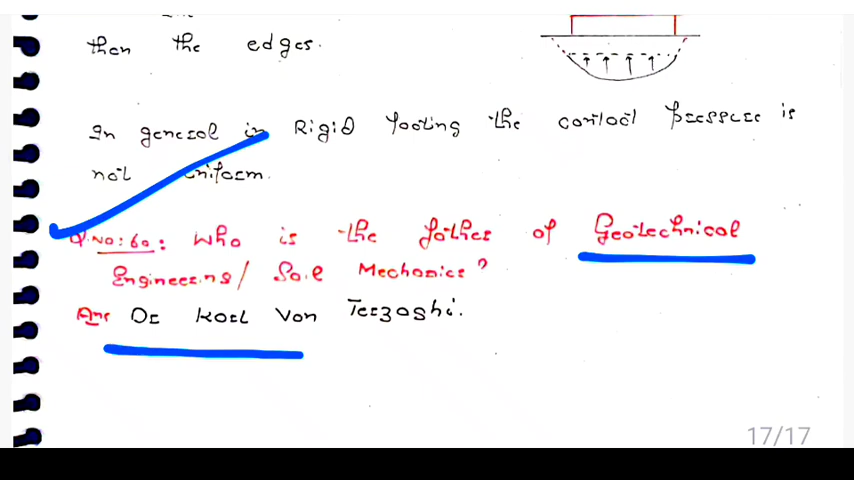 then the edges.
In general in Rigid footing the contact pressure is
not uniform.
Q.NO:60: Who is the father of Geotechnical
Engineering/ Soil Mechanics?
Ans Dr Karl Von Terzaghi.
17/17